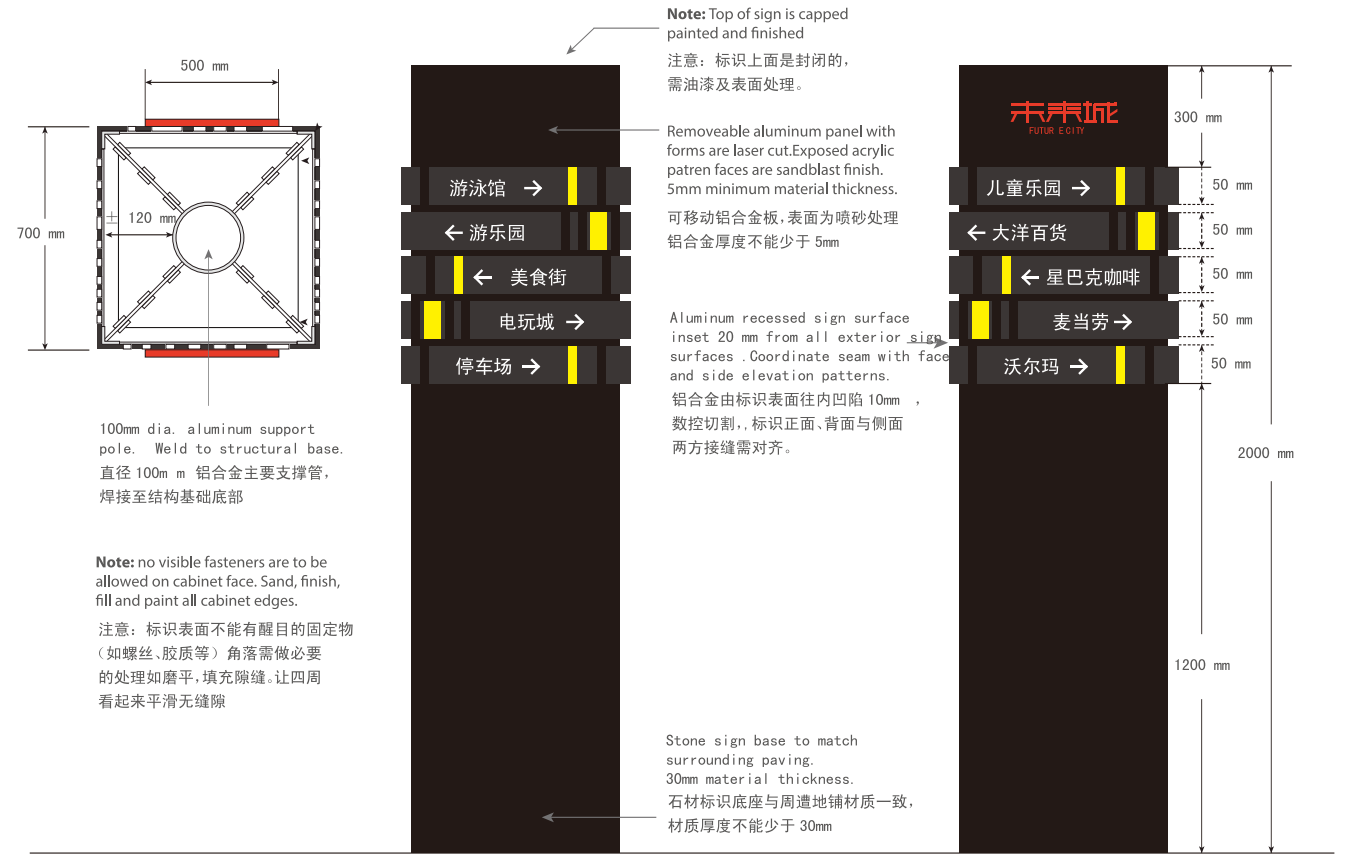 500 mm
700 mm
± 120 mm
100mm dia. aluminum support
pole. Weld to structural base.
直径 100m m 铝合金主要支撑管，
焊接至结构基础底部
Note: no visible fasteners are to be
allowed on cabinet face. Sand, finish,
fill and paint all cabinet edges.
注意：标识表面不能有醒目的固定物
（如螺丝、胶质等）角落需做必要
的处理如磨平，填充隙缝。让四周
看起来平滑无缝隙
游泳馆 →
← 游乐园
← 美食街
电玩城 →
停车场 →
Note: Top of sign is capped
painted and finished
注意：标识上面是封闭的，
需油漆及表面处理。
Removeable aluminum panel with
forms are laser cut.Exposed acrylic
patren faces are sandblast finish.
5mm minimum material thickness.
可移动铝合金板，表面为喷砂处理
铝合金厚度不能少于 5mm
Aluminum recessed sign surface
inset 20 mm from all exterior sign
surfaces .Coordinate seam with face
and side elevation patterns.
铝合金由标识表面往内凹陷 10mm ，
数控切割，，标识正面、背面与侧面
两方接缝需对齐。
Stone sign base to match
surrounding paving.
30mm material thickness.
石材标识底座与周遭地铺材质一致，
材质厚度不能少于 30mm
未来城
FUTUR E CITY
儿童乐园 →
← 大洋百货
← 星巴克咖啡
麦当劳 →
沃尔玛 →
300 mm
50 mm
50 mm
50 mm
50 mm
50 mm
2000 mm
1200 mm